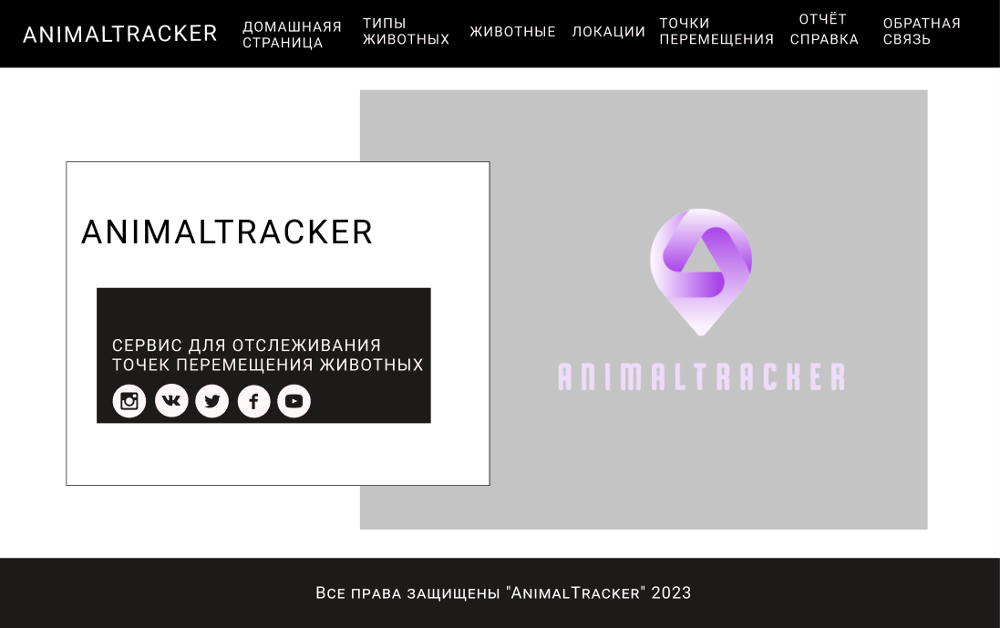 ANIMALTRACKER
ДОМАШНАЯЯ
СТРАНИЦА
ТИПЫ
ЖИВОТНЫХ
ЖИВОТНЫЕ
ЛОКАЦИИ
ТОЧКИ
ПЕРЕМЕЩЕНИЯ
ОТЧЁТ
СПРАВКА
ОБРАТНАЯ
СВЯЗЬ
ANIMALTRACKER
СЕРВИС ДЛЯ ОТСЛЕЖИВАНИЯ
ТОЧЕК ПЕРЕМЕЩЕНИЯ ЖИВОТНЫХ
ANIMALTRACKER
Все права защищены "AnimalTracker" 2023